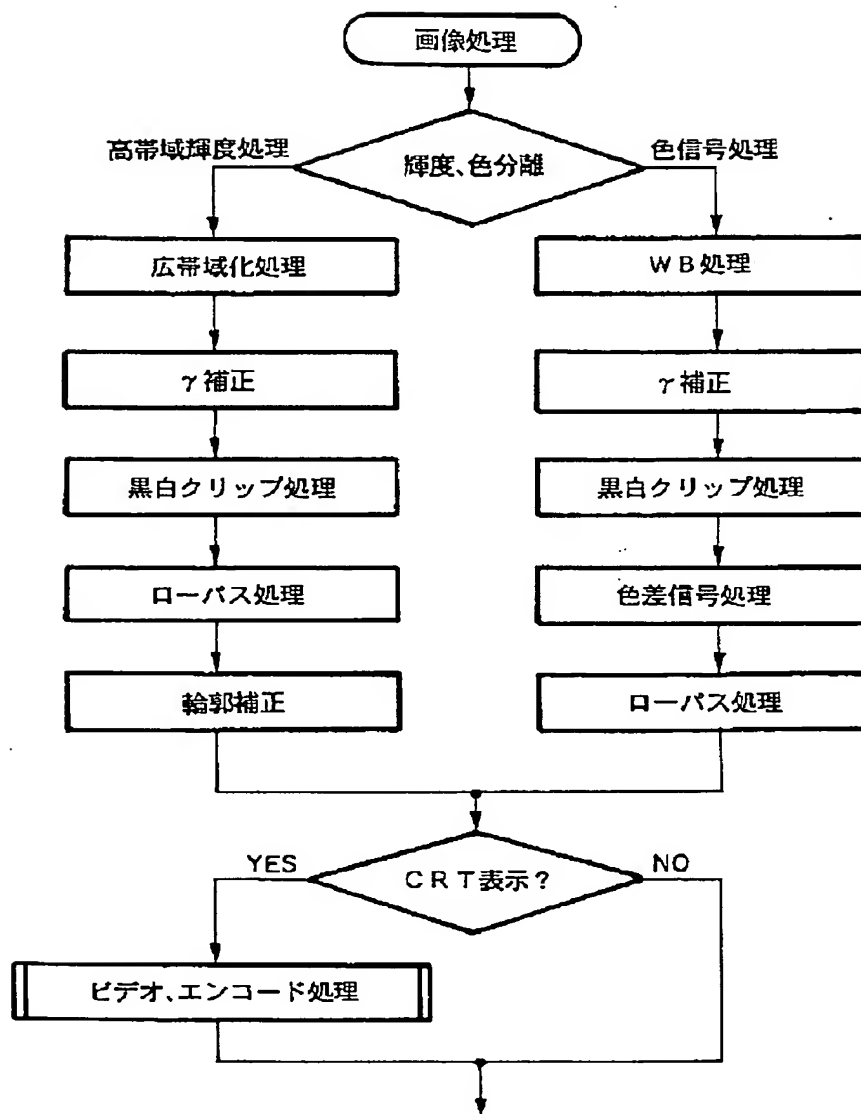 画像処理
高帯域輝度処理
輝度、色分離
色信号処理
広帯域化処理
WB処理
γ補正
γ補正
黒白クリップ処理
黒白クリップ処理
ローパス処理
色差信号処理
輪郭補正
ローパス処理
YES
CRT表示?
NO
ビデオ、エンコード処理